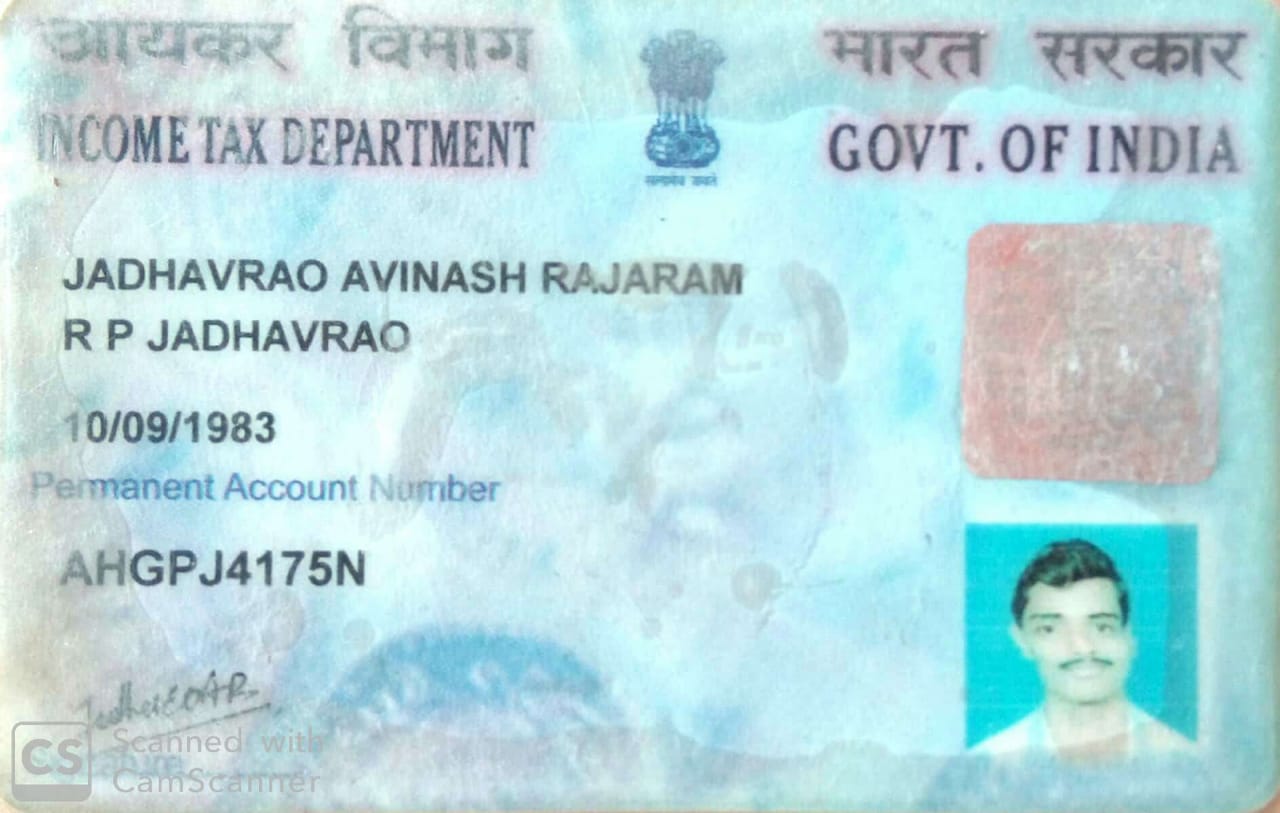 आयकर विभाग
INCOME TAX DEPARTMENT
भारत सरकार
GOVT. OF INDIA
सत्यमेव जयते
JADHAVRAO AVINASH RAJARAM
R P JADHAVRAO
10/09/1983
Permanent Account Number
AHGPJ4175N
CS
Scanned with
CamScanner